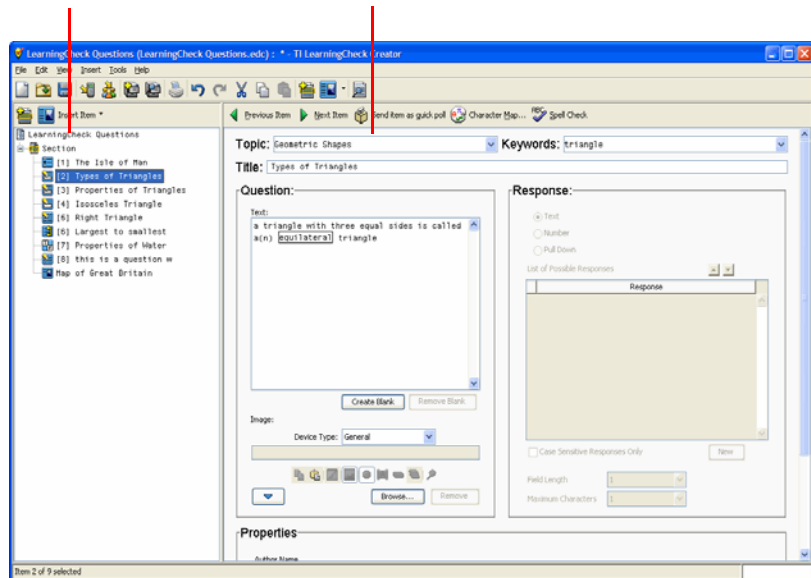 LearningCheck Questions (LearningCheck Questions.edc) : * - TI LearningCheck Creator
File Edit View Insert Tools Help
Insert Item
Previous Item Next Item Send item as quick poll Character Map... Spell Check
LearningCheck Questions
Section
[1] The Isle of Man
[2] Types of Triangles
[3] Properties of Triangles
[4] Isosceles Triangle
[6] Right Triangle
[6] Largest to smallest
[7] Properties of Water
[8] this is a question w
Map of Great Britain
Topic: Geometric Shapes Keywords: triangle
Title: Types of Triangles
Question:
Text:
a triangle with three equal sides is called
a(n) equilateral triangle
Create Blank Remove Blank
Image:
Device Type: General
Browse... Remove
Response:
Text
Number
Pull Down
List of Possible Responses
Response
Case Sensitive Responses Only New
Field Length 1
Maximum Characters 1
Properties
Author Name
Item 2 of 9 selected